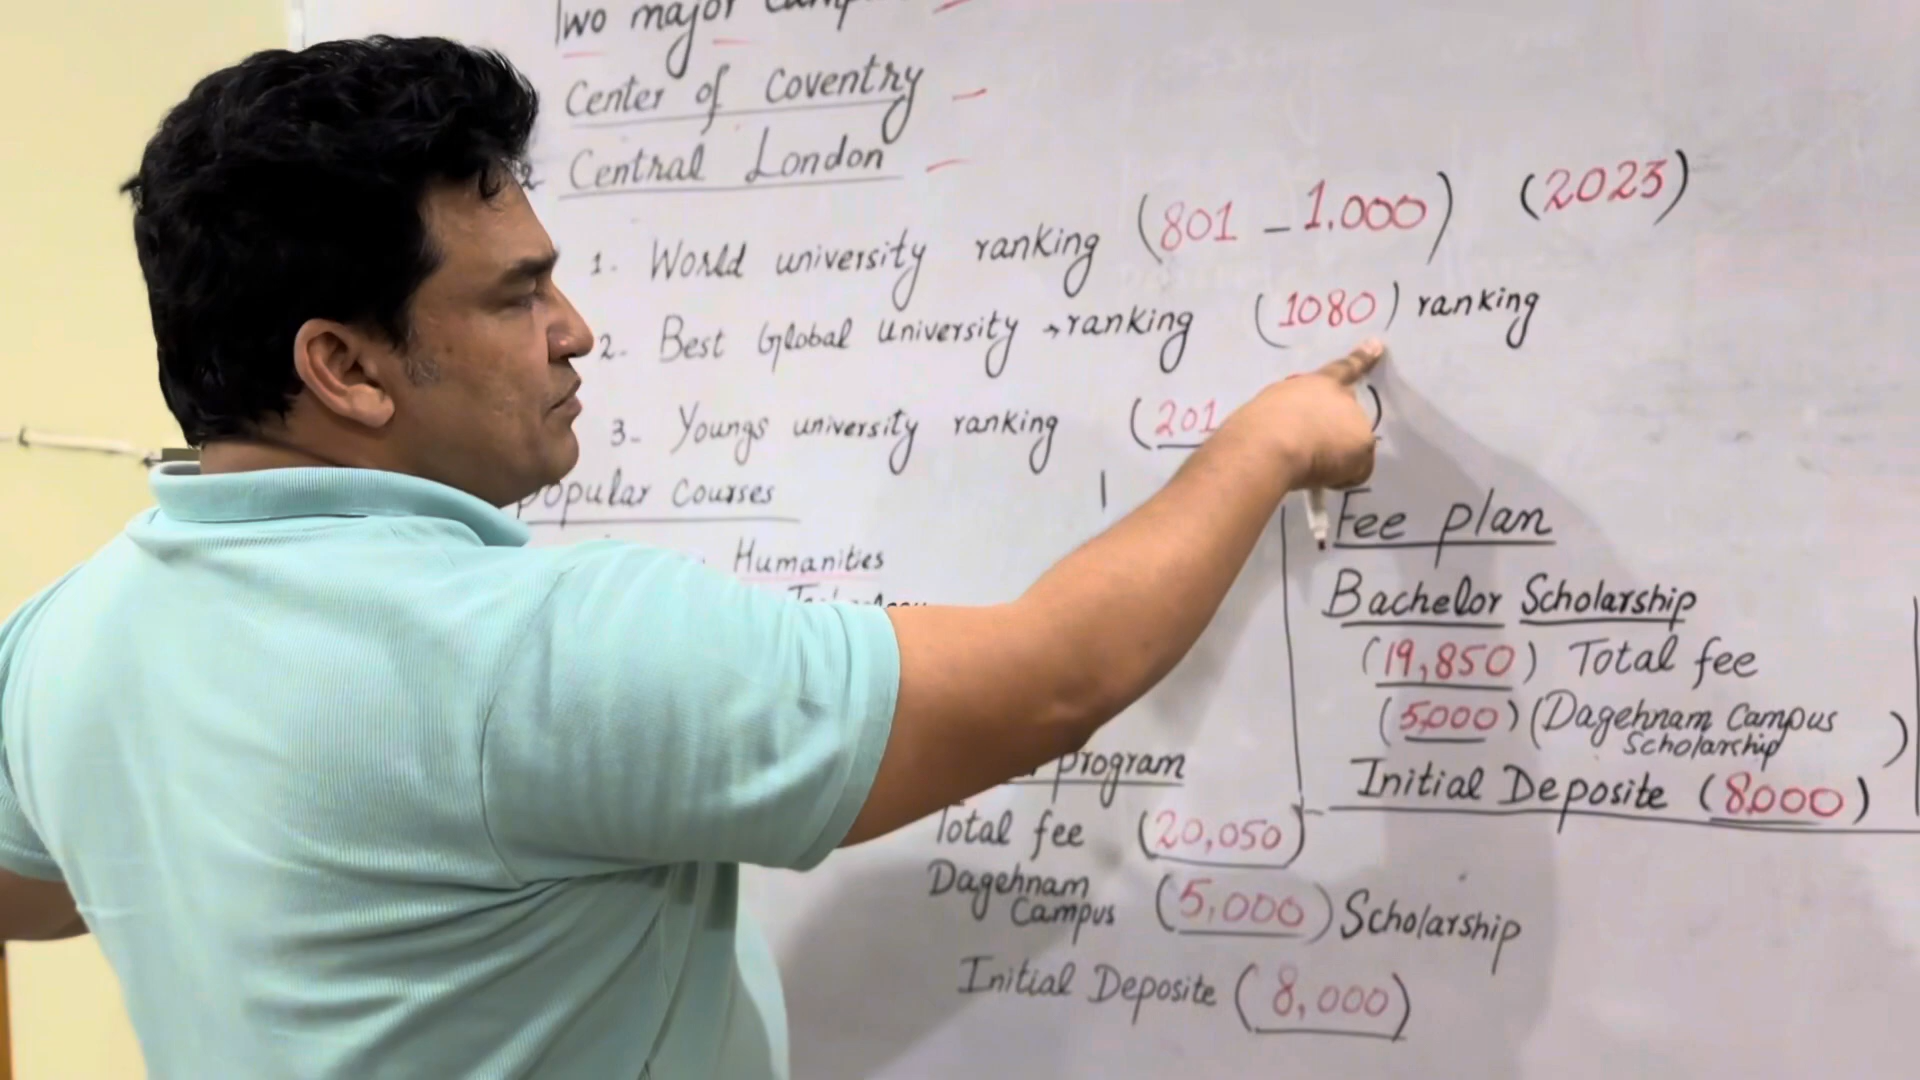 Two major
Center of Coventry
2 Central London
1. World university ranking (801 - 1.000) (2023)
2. Best Global university ranking (1080) ranking
3- Youngs university ranking (201 )
Popular Courses
Humanities
program
Total fee (20,050)
Dagehnam
Campus (5,000) Scholarship
Initial Deposite (8,000)
Fee plan
Bachelor Scholarship
(19,850) Total fee
(5,000) (Dagehnam Campus
Scholarship )
Initial Deposite (8,000)